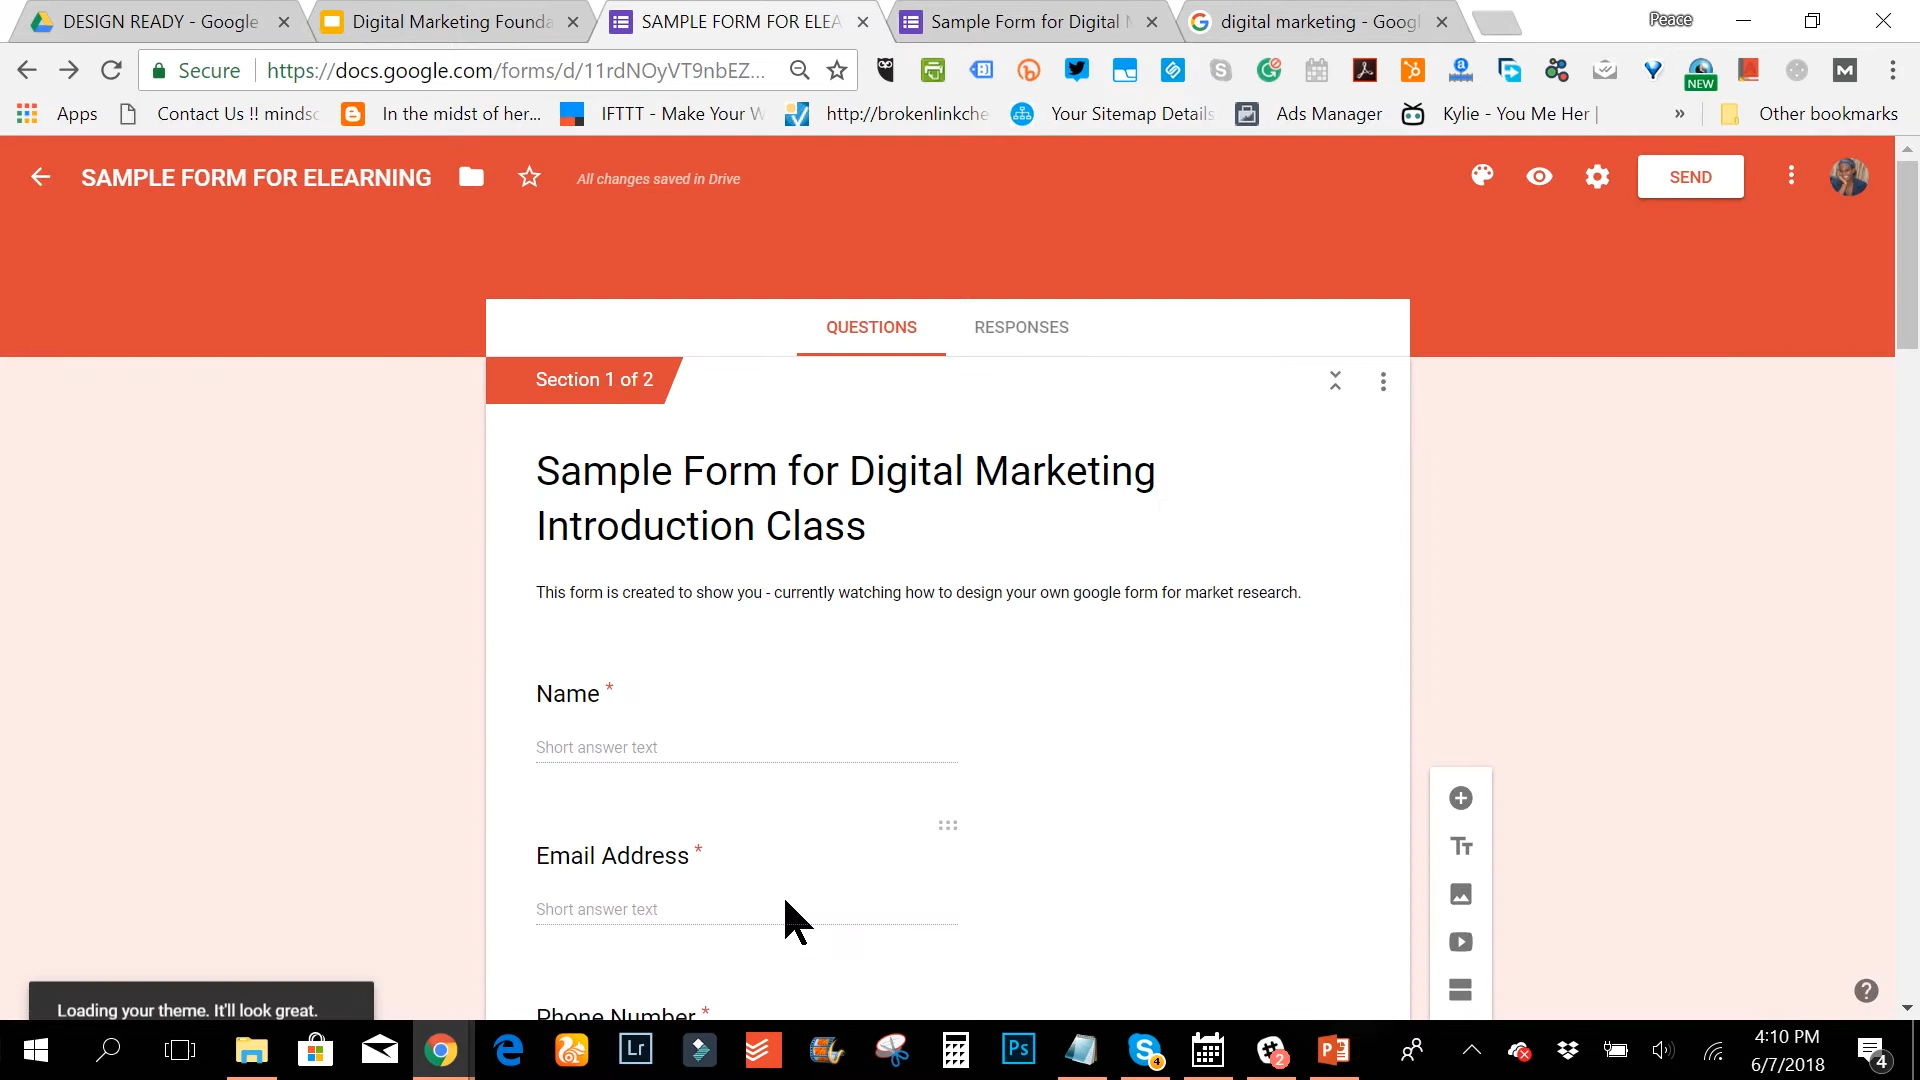 DESIGN READY - Google
Digital Marketing Founda
SAMPLE FORM FOR ELEA
Sample Form for Digital M
digital marketing - Googl
Peace
Secure
https://docs.google.com/forms/d/11rdNOyVT9nbEZ...
NEW
Apps
Contact Us !! mindsc
In the midst of her...
IFTTT - Make Your W
http://brokenlinkche
Your Sitemap Details
Ads Manager
Kylie - You Me Her |
»
Other bookmarks
SAMPLE FORM FOR ELEARNING
All changes saved in Drive
SEND
QUESTIONS
RESPONSES
Section 1 of 2
Sample Form for Digital Marketing
Introduction Class
This form is created to show you - currently watching how to design your own google form for market research.
Name *
Short answer text
Email Address *
Short answer text
Phone Number *
Loading your theme. It'll look great.
Lr
Ps
4
2
4:10 PM
6/7/2018
4